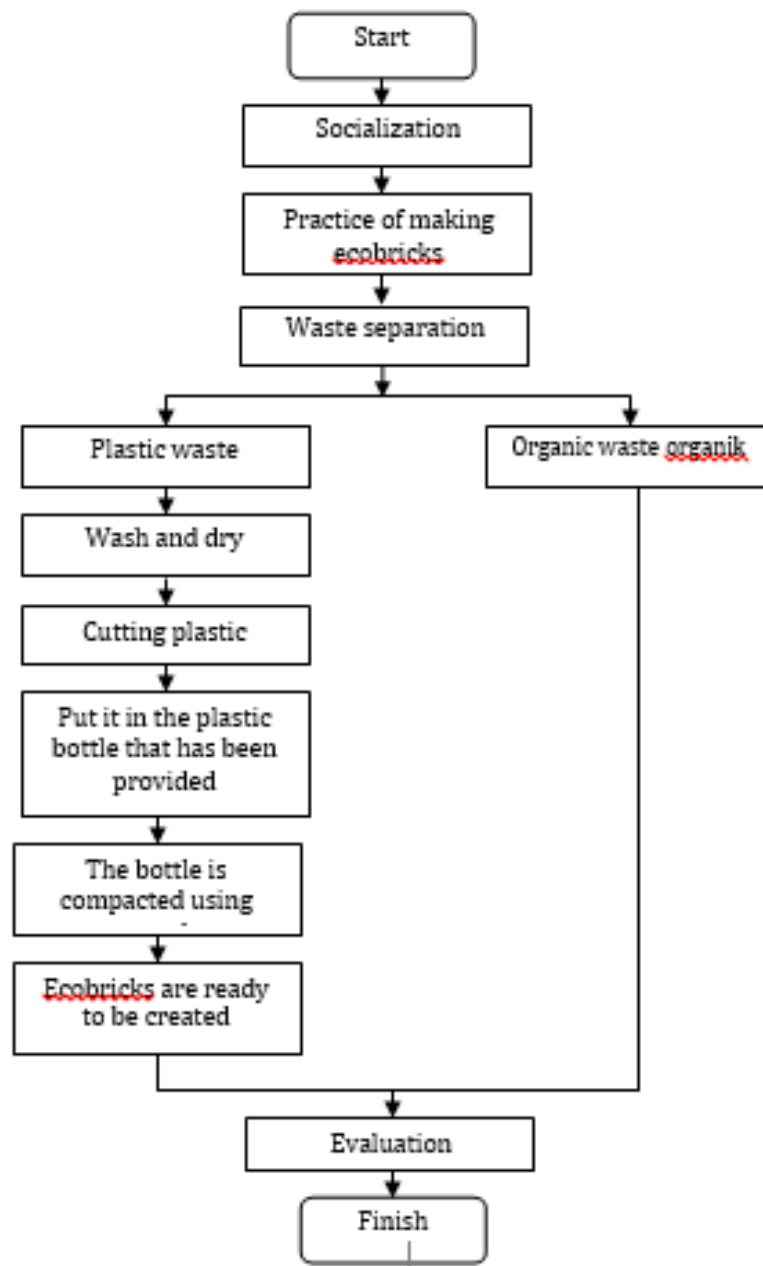 Start
Socialization
Practice of making
ecobricks
Waste separation
Plastic waste
Organic waste organik
Wash and dry
Cutting plastic
Put it in the plastic
bottle that has been
provided
The bottle is
compacted using
Ecobricks are ready
to be created
Evaluation
Finish